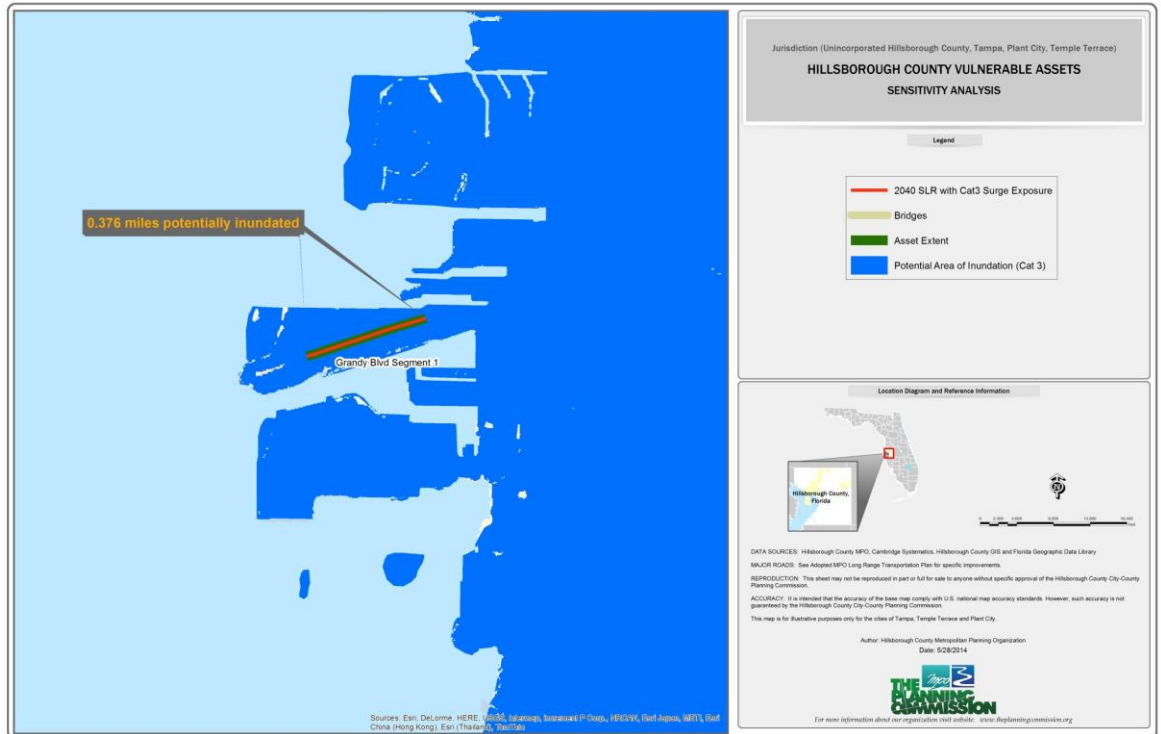 0.376 miles potentially inundated
Grandy Blvd Segment 1
Sources: Esri, DeLorme, HERE, USGS, Intermap, increment P Corp., NRCAN, Esri Japan, METI, Esri
China (Hong Kong), Esri (Thailand), TomTom
Jurisdiction (Unincorporated Hillsborough County, Tampa, Plant City, Temple Terrace)
HILLSBOROUGH COUNTY VULNERABLE ASSETS
SENSITIVITY ANALYSIS
Legend
2040 SLR with Cat3 Surge Exposure
Bridges
Asset Extent
Potential Area of Inundation (Cat 3)
Location Diagram and Reference Information
Hillsborough County,
Florida
DATA SOURCES: Hillsborough County MPO, Cambridge Systematics, Hillsborough County GIS and Florida Geographic Data Library
MAJOR ROADS: See Adopted MPO Long Range Transportation Plan for specific improvements.
REPRODUCTION: This sheet may not be reproduced in part or full for sale to anyone without specific approval of the Hillsborough County City-County
Planning Commission.
ACCURACY: It is intended that the accuracy of the base map comply with U.S. national map accuracy standards. However, such accuracy is not
guaranteed by the Hillsborough County City-County Planning Commission.
This map is for illustrative purposes only for the cities of Tampa, Temple Terrace and Plant City.
Author: Hillsborough County Metropolitan Planning Organization
Date: 5/28/2014
mpo
THE
PLANNING
COMMISSION
For more information about our organization visit website: www.theplanningcommission.org